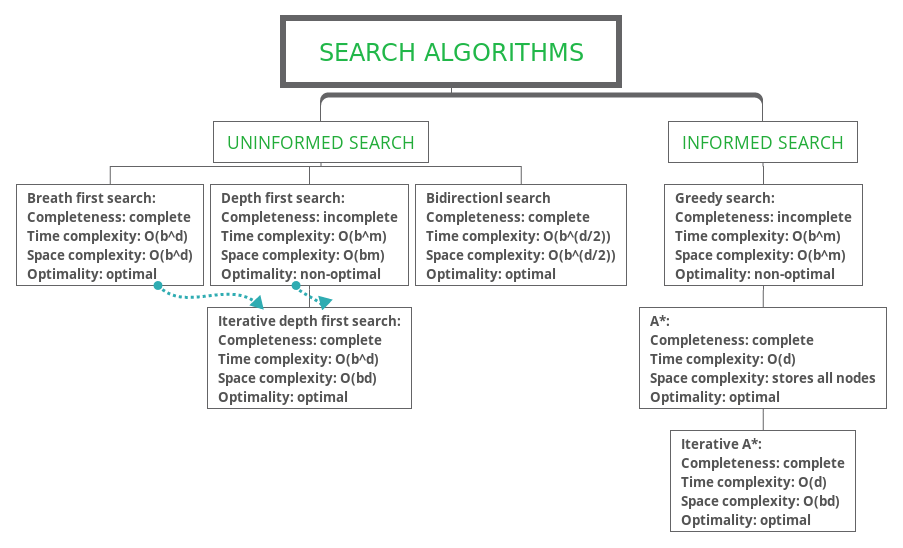 SEARCH ALGORITHMS
UNINFORMED SEARCH
INFORMED SEARCH
Breath first search:
Completeness: complete
Time complexity: O(b^d)
Space complexity: O(b^d)
Optimality: optimal
Depth first search:
Completeness: incomplete
Time complexity: O(b^m)
Space complexity: O(bm)
Optimality: non-optimal
Bidirectionl search
Completeness: complete
Time complexity: O(b^(d/2))
Space complexity: O(b^(d/2))
Optimality: optimal
Greedy search:
Completeness: incomplete
Time complexity: O(b^m)
Space complexity: O(b^m)
Optimality: non-optimal
Iterative depth first search:
Completeness: complete
Time complexity: O(b^d)
Space complexity: O(bd)
Optimality: optimal
A*:
Completeness: complete
Time complexity: O(d)
Space complexity: stores all nodes
Optimality: optimal
Iterative A*:
Completeness: complete
Time complexity: O(d)
Space complexity: O(bd)
Optimality: optimal